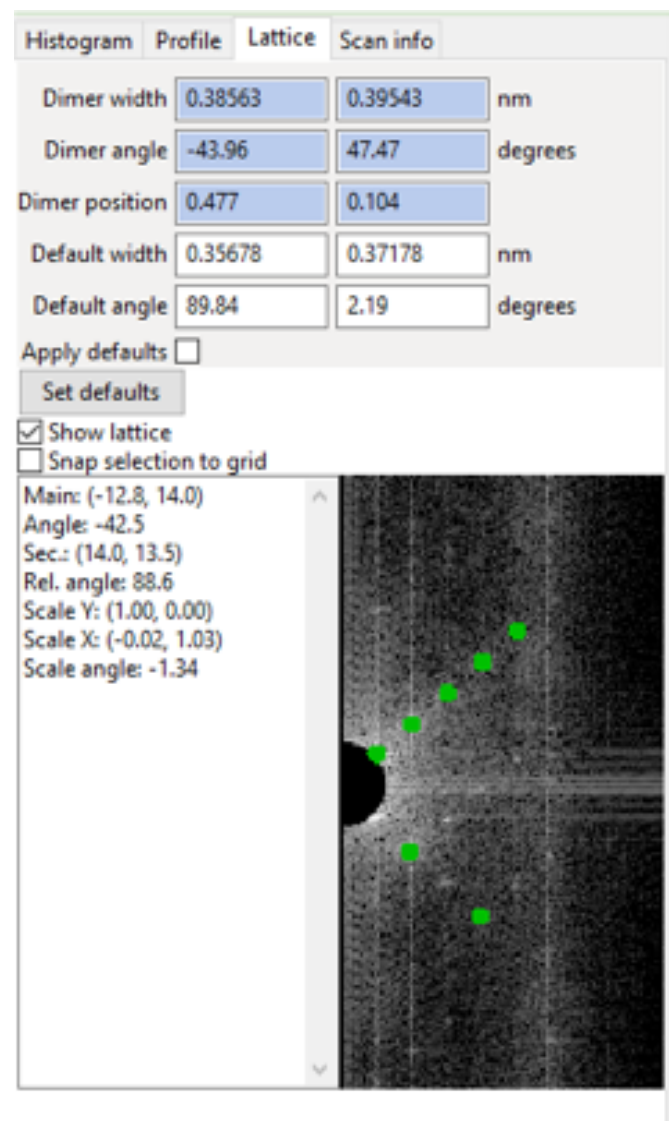 Histogram Profile Lattice Scan info
Dimer width 0.38563 0.39543 nm
Dimer angle -43.96 47.47 degrees
Dimer position 0.477 0.104
Default width 0.35678 0.37178 nm
Default angle 89.84 2.19 degrees
Apply defaults
Set defaults
Show lattice
Snap selection to grid
Main: (-12.8, 14.0)
Angle: -42.5
Sec.: (14.0, 13.5)
Rel. angle: 88.6
Scale Y: (1.00, 0.00)
Scale X: (-0.02, 1.03)
Scale angle: -1.34